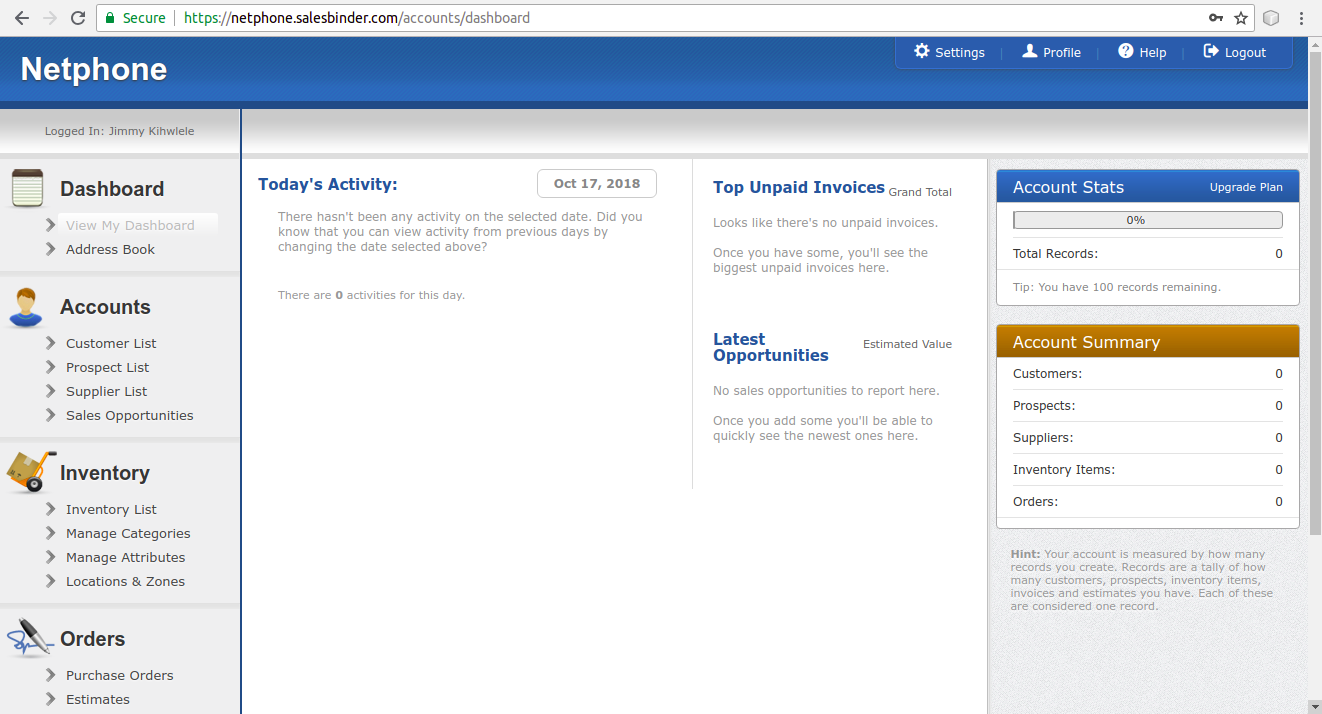 Secure https://netphone.salesbinder.com/accounts/dashboard
Netphone
Settings | Profile | Help | Logout
Logged In: Jimmy Kihwlele
Dashboard
View My Dashboard
Address Book
Accounts
Customer List
Prospect List
Supplier List
Sales Opportunities
Inventory
Inventory List
Manage Categories
Manage Attributes
Locations & Zones
Orders
Purchase Orders
Estimates
Today's Activity:
Oct 17, 2018
There hasn't been any activity on the selected date. Did you
know that you can view activity from previous days by
changing the date selected above?
There are 0 activities for this day.
Top Unpaid Invoices Grand Total
Looks like there's no unpaid invoices.
Once you have some, you'll see the
biggest unpaid invoices here.
Latest
Opportunities
Estimated Value
No sales opportunities to report here.
Once you add some you'll be able to
quickly see the newest ones here.
Account Stats Upgrade Plan
0%
Total Records: 0
Tip: You have 100 records remaining.
Account Summary
Customers: 0
Prospects: 0
Suppliers: 0
Inventory Items: 0
Orders: 0
Hint: Your account is measured by how many
records you create. Records are a tally of how
many customers, prospects, inventory items,
invoices and estimates you have. Each of these
are considered one record.